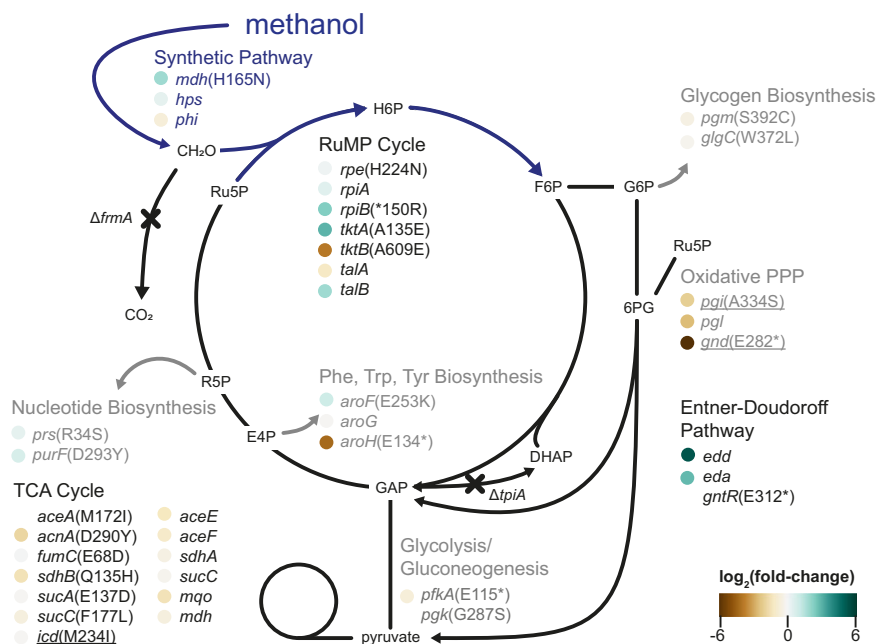 methanol
Synthetic Pathway
mdh(H165N)
hps
phi
CH₂O
H6P
Ru5P
F6P
G6P
Glycogen Biosynthesis
pgm(S392C)
glgC(W372L)
RuMP Cycle
rpe(H224N)
rpiA
rpiB(*150R)
tktA(A135E)
tktB(A609E)
talA
talB
ΔfrmA
CO₂
Ru5P
Oxidative PPP
6PG
pgi(A334S)
pgl
gnd(E282*)
R5P
Nucleotide Biosynthesis
prs(R34S)
purF(D293Y)
E4P
Phe, Trp, Tyr Biosynthesis
aroF(E253K)
aroG
aroH(E134*)
Entner-Doudoroff
Pathway
edd
eda
gntR(E312*)
DHAP
GAP
ΔtpiA
TCA Cycle
aceA(M172I)
acnA(D290Y)
fumC(E68D)
sdhB(Q135H)
sucA(E137D)
sucC(F177L)
icd(M234I)
aceE
aceF
sdhA
sucC
mqo
mdh
Glycolysis/
Gluconeogenesis
pfkA(E115*)
pgk(G287S)
pyruvate
log₂(fold-change)
-6 0 6